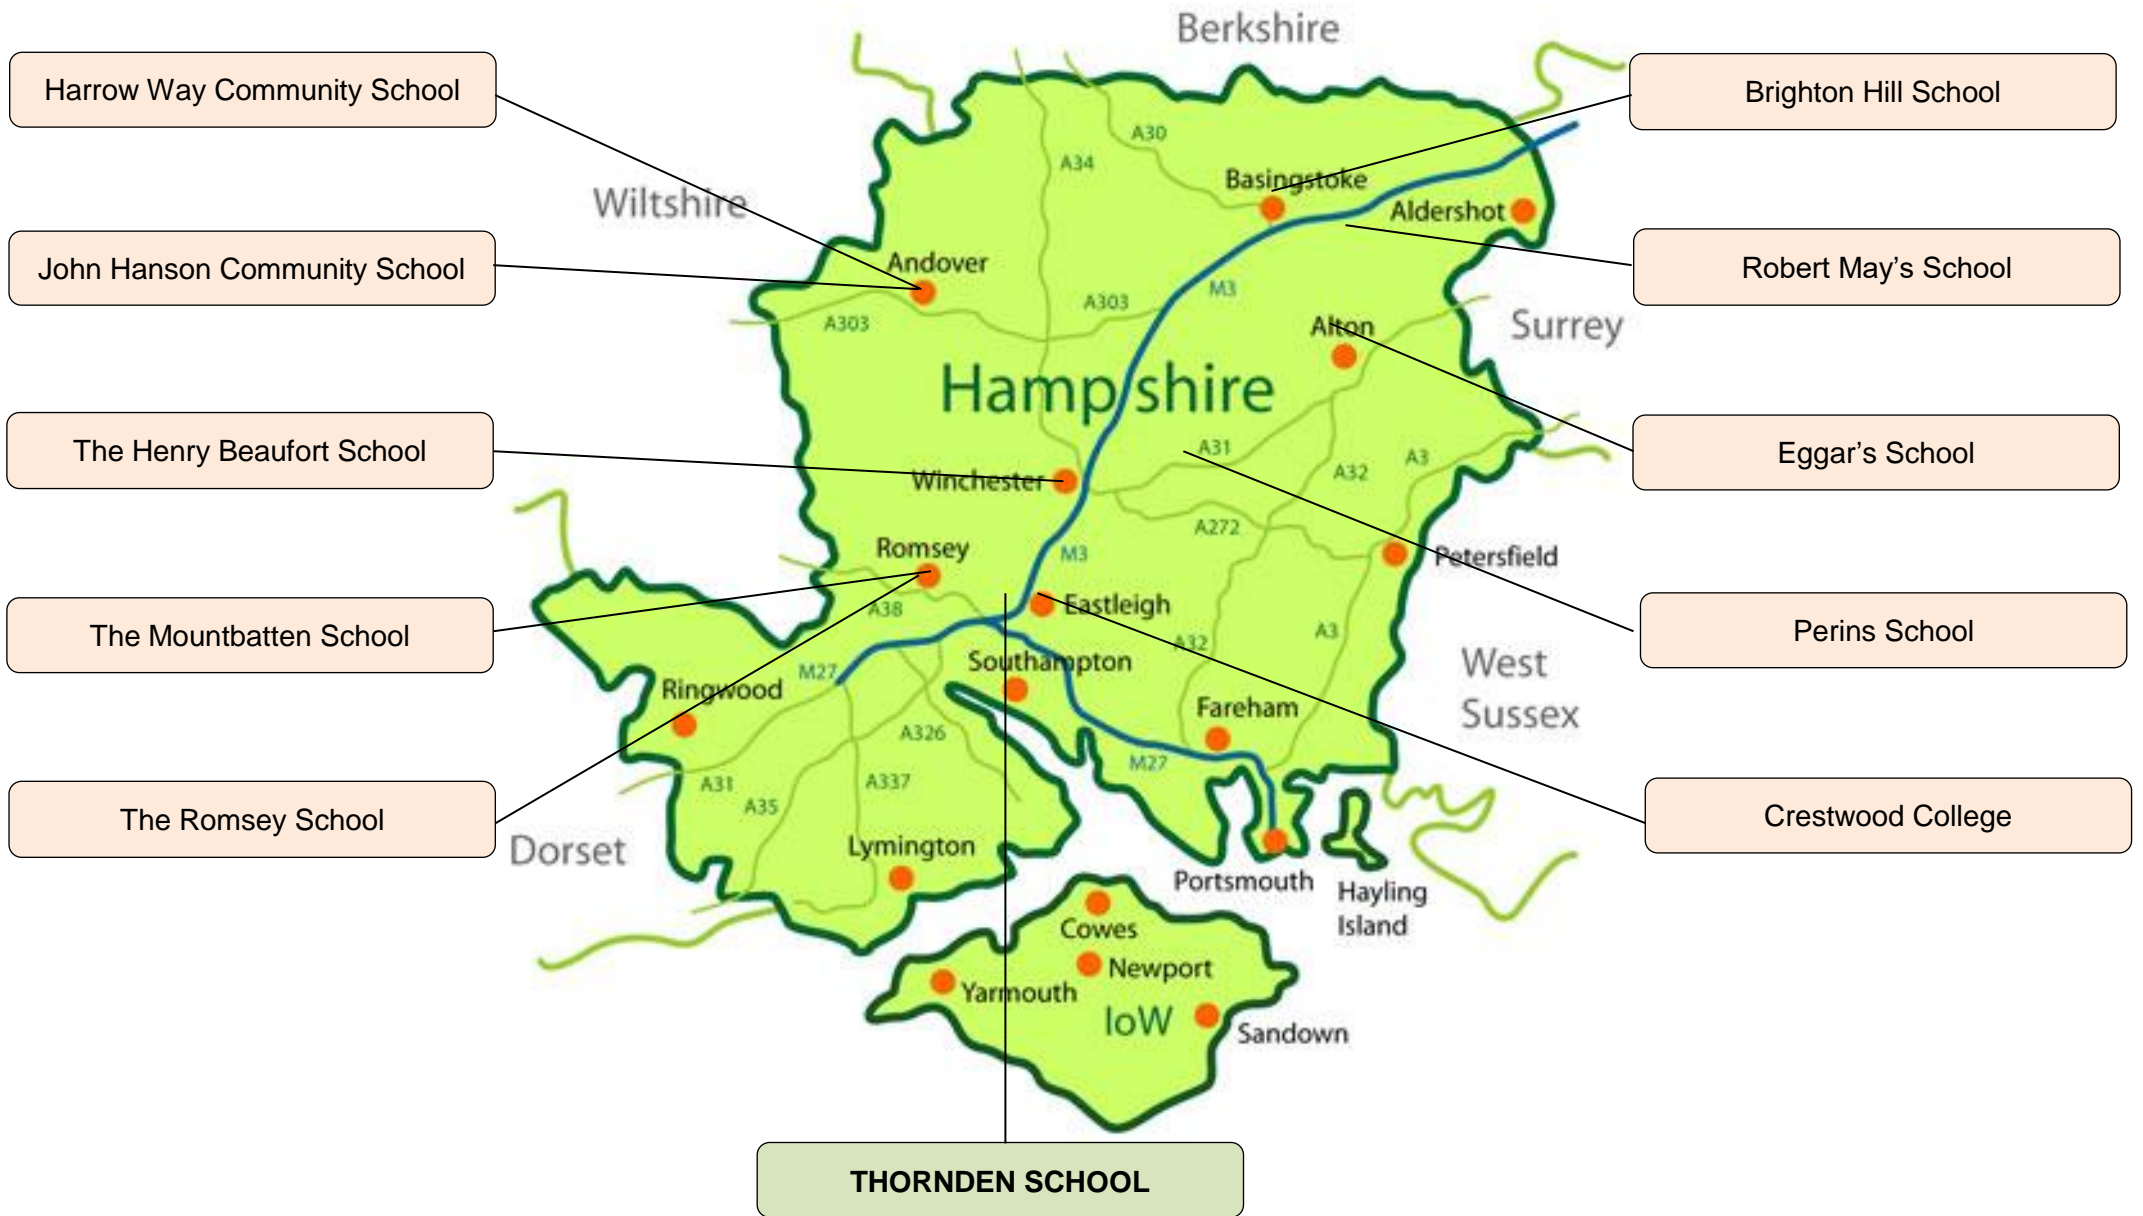 Berkshire
Harrow Way Community School
Brighton Hill School
A30
A34
Basingstoke
Wiltshire
Aldershot
John Hanson Community School
Andover
Robert May’s School
M3
A303
A303
Alton
Surrey
Hampshire
The Henry Beaufort School
A31
A3
A32
Eggar’s School
Winchester
A272
Romsey
M3
Petersfield
A38
Eastleigh
The Mountbatten School
A32
A3
Perins School
Southampton
West
Sussex
M27
Ringwood
Fareham
A326
M27
A31
A337
A35
The Romsey School
Crestwood College
Dorset
Lymington
Portsmouth
Hayling
Island
Cowes
Newport
Yarmouth
IoW
Sandown
THORNDEN SCHOOL